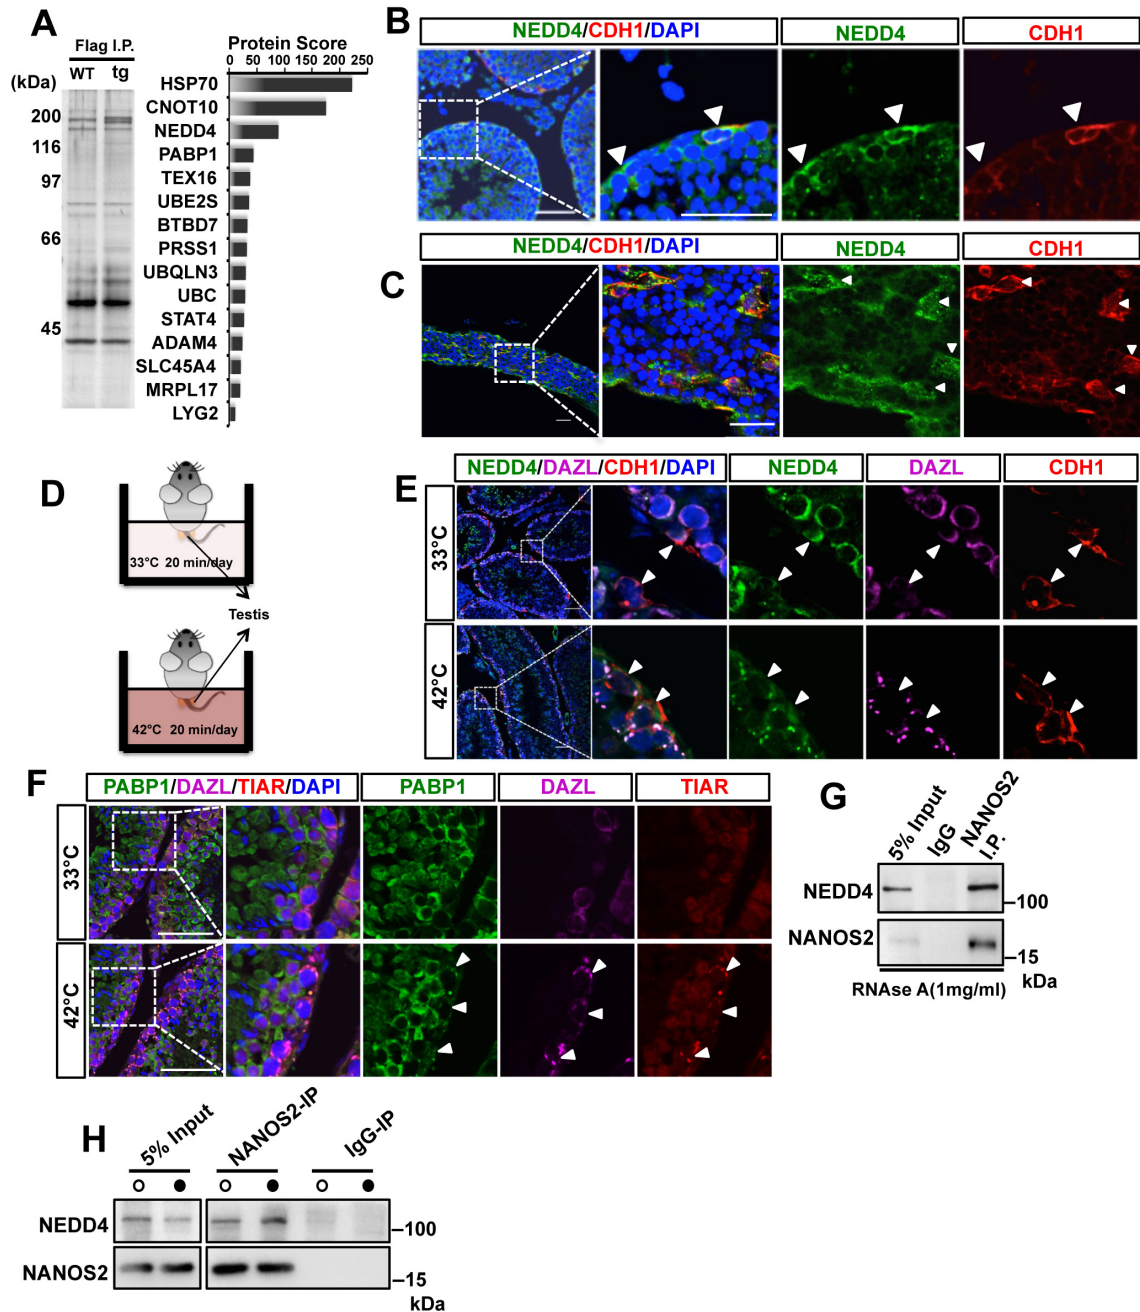 A
Flag I.P.
WT tg
(kDa)
200
116
97
66
45
Protein Score
0 50 100 150 200 250
HSP70
CNOT10
NEDD4
PABP1
TEX16
UBE2S
BTBD7
PRSS1
UBQLN3
UBC
STAT4
ADAM4
SLC45A4
MRPL17
LYG2
B
NEDD4/CDH1/DAPI NEDD4 CDH1
C
NEDD4/CDH1/DAPI NEDD4 CDH1
D
33°C 20 min/day
Testis
42°C 20 min/day
E
NEDD4/DAZL/CDH1/DAPI NEDD4 DAZL CDH1
33°C
42°C
F
PABP1/DAZL/TIAR/DAPI PABP1 DAZL TIAR
33°C
42°C
G
5% Input IgG NANOS2 I.P.
NEDD4 –100
NANOS2 –15
kDa
RNAse A(1mg/ml)
H
5% Input NANOS2-IP IgG-IP
NEDD4 –100
NANOS2 –15
kDa